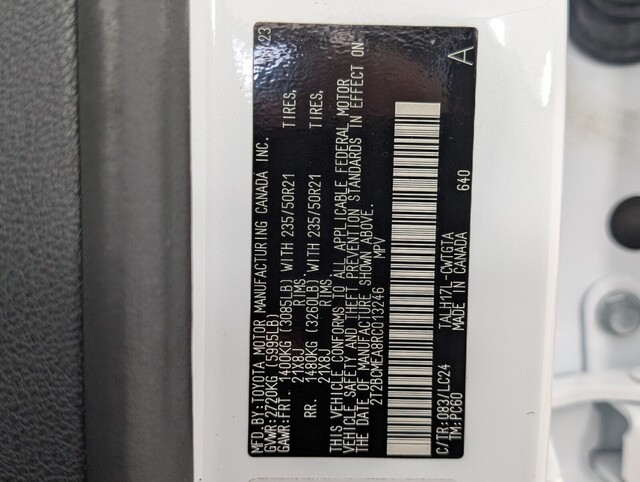 MFD.BY:TOYOTA MOTOR MANUFACTURING CANADA INC. 23
GVWR:2720KG (5995LB)
GAWR:FRT. 1400KG (3085LB) WITH 235/50R21 TIRES,
21X8J RIMS.
RR. 1480KG (3260LB) WITH 235/50R21 TIRES,
21X8J RIMS.
THIS VEHICLE CONFORMS TO ALL APPLICABLE FEDERAL MOTOR
VEHICLE SAFETY AND THEFT PREVENTION STANDARDS IN EFFECT ON
THE DATE OF MANUFACTURE SHOWN ABOVE.
2T2BCMEA8RC013246 MPV
A
C/TR:083/LC24 TALH17L-CWTGTA 640
TM:PC60 MADE IN CANADA